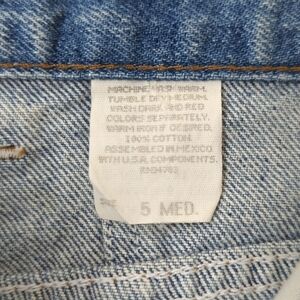 MACHINE WASH WARM.
TUMBLE DRY MEDIUM.
WASH DARK AND RED
COLORS SEPARATELY.
WARM IRON IF DESIRED.
100% COTTON.
ASSEMBLED IN MEXICO
WITH U.S.A. COMPONENTS.
5 MED.